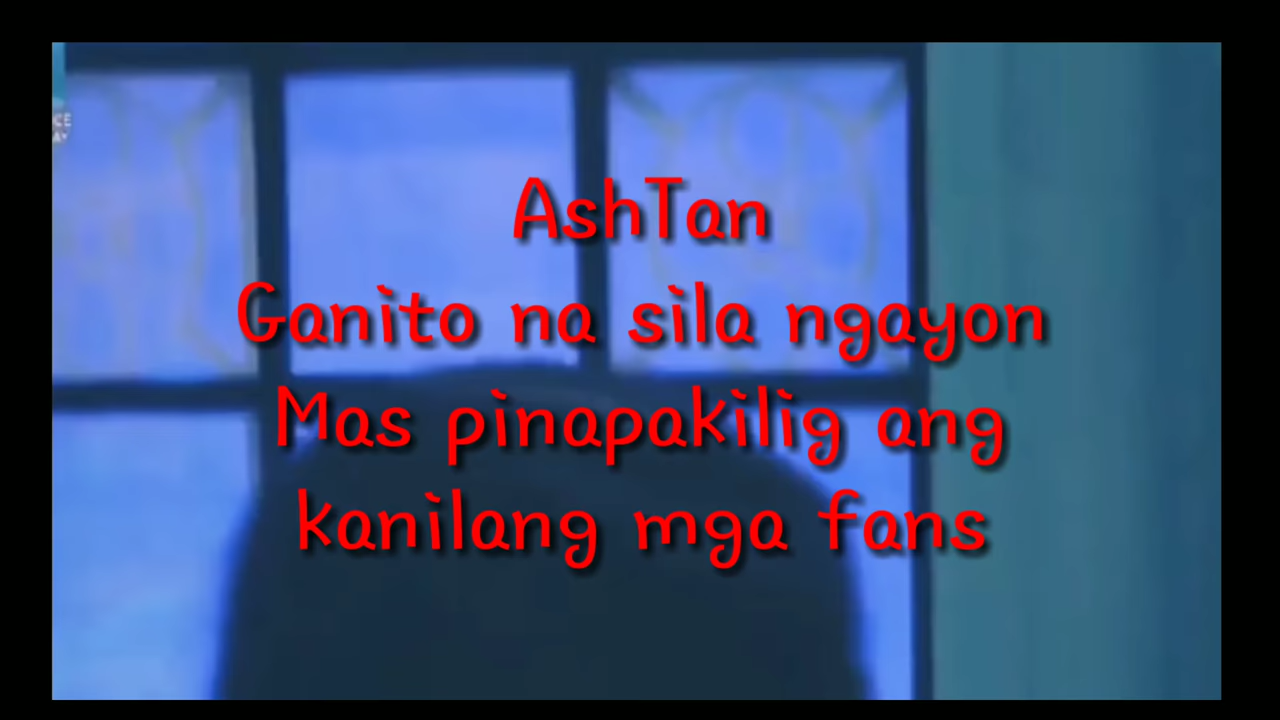 AshTan
Ganito na sila ngayon
Mas pinapakilig ang
kanilang mga fans